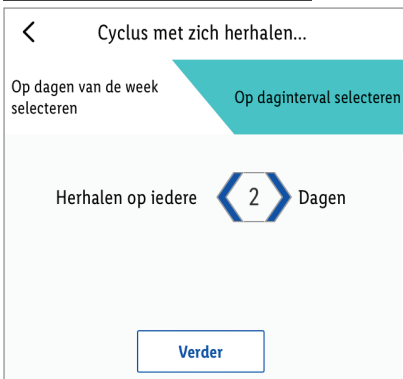 Cyclus met zich herhalen...
Op dagen van de week
selecteren
Op daginterval selecteren
Herhalen op iedere 2 Dagen
Verder